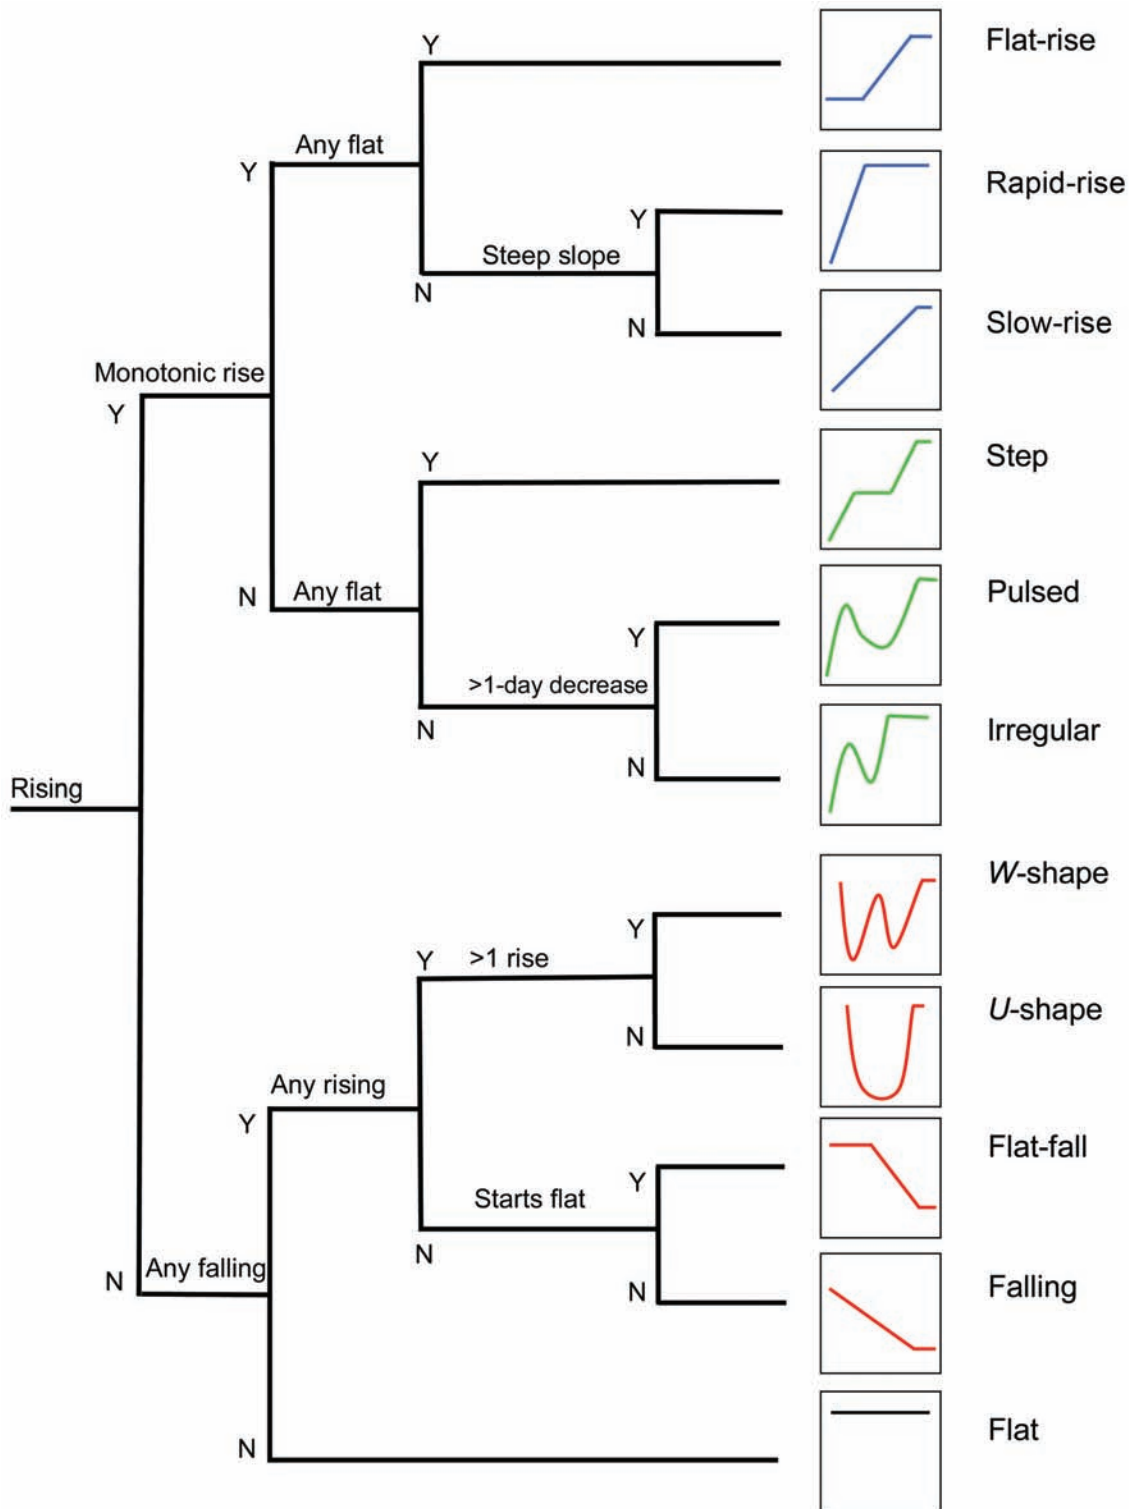 Y
Flat-rise
Any flat
Y
Rapid-rise
Y
Steep slope
N
Slow-rise
N
Monotonic rise
Y
Y
Step
N
Any flat
Pulsed
Y
>1-day decrease
N
Irregular
N
Rising
W-shape
Y
Y
>1 rise
U-shape
N
Any rising
Y
Flat-fall
Y
Starts flat
N
Any falling
N
Falling
N
Flat
N